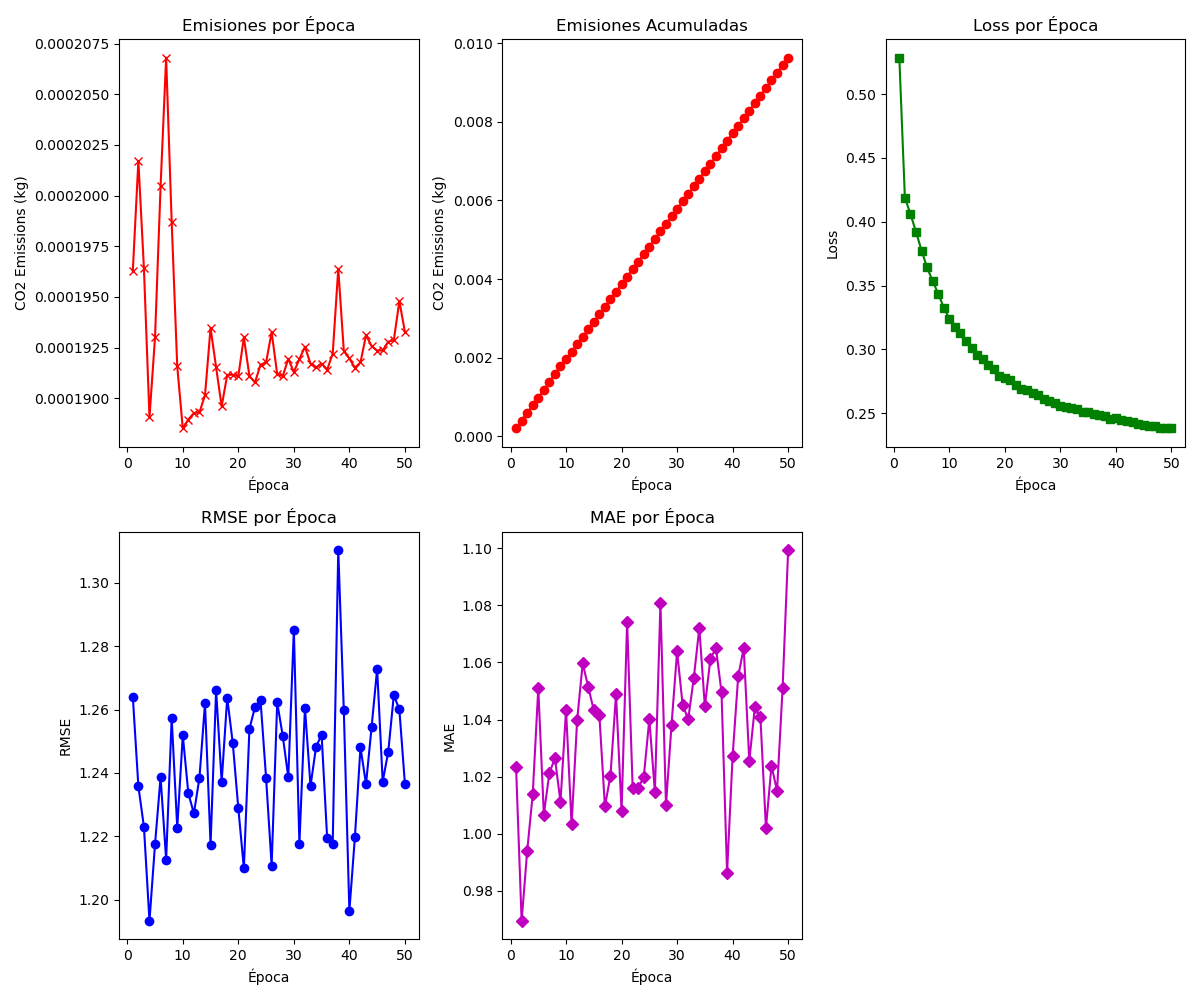 Emisiones por Época
0.0002075
0.0002050
0.0002025
0.0002000
0.0001975
0.0001950
0.0001925
0.0001900
CO2 Emissions (kg)
0 10 20 30 40 50
Época
Emisiones Acumuladas
0.010
0.008
0.006
0.004
0.002
0.000
CO2 Emissions (kg)
0 10 20 30 40 50
Época
Loss por Época
0.50
0.45
0.40
0.35
0.30
0.25
Loss
0 10 20 30 40 50
Época
RMSE por Época
1.30
1.28
1.26
1.24
1.22
1.20
RMSE
0 10 20 30 40 50
Época
MAE por Época
1.10
1.08
1.06
1.04
1.02
1.00
0.98
MAE
0 10 20 30 40 50
Época